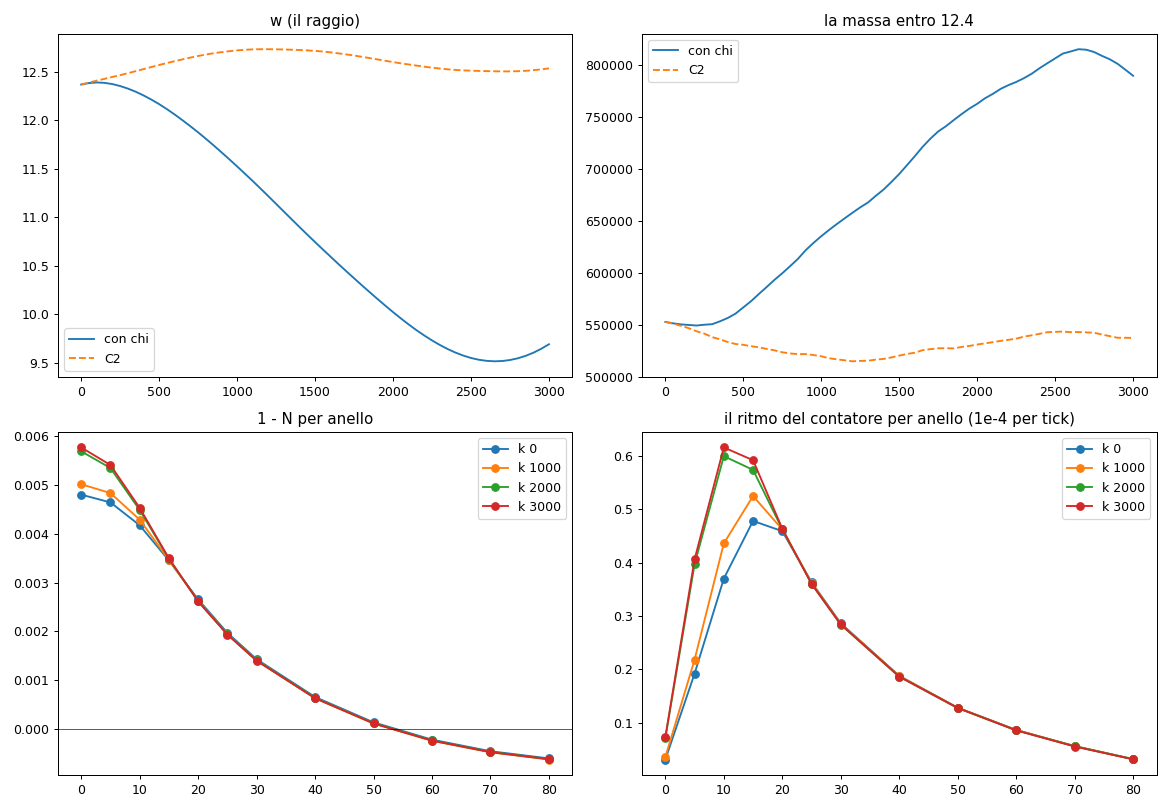 w (il raggio)
12.5
12.0
11.5
11.0
10.5
10.0
9.5
con chi
C2
0 500 1000 1500 2000 2500 3000
la massa entro 12.4
con chi
C2
800000
750000
700000
650000
600000
550000
500000
0 500 1000 1500 2000 2500 3000
1 - N per anello
0.006
0.005
0.004
0.003
0.002
0.001
0.000
k 0
k 1000
k 2000
k 3000
0 10 20 30 40 50 60 70 80
il ritmo del contatore per anello (1e-4 per tick)
0.6
0.5
0.4
0.3
0.2
0.1
k 0
k 1000
k 2000
k 3000
0 10 20 30 40 50 60 70 80